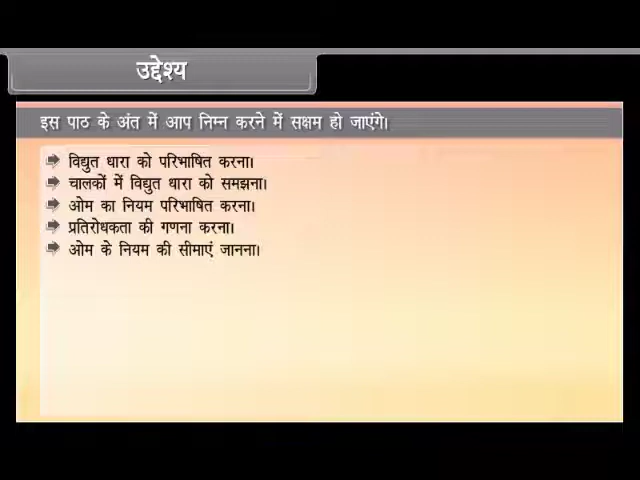 उद्देश्य
इस पाठ के अंत में आप निम्न करने में सक्षम हो जाएंगे।
विद्युत धारा को परिभाषित करना।
चालकों में विद्युत धारा को समझना।
ओम का नियम परिभाषित करना।
प्रतिरोधकता की गणना करना।
ओम के नियम की सीमाएं जानना।